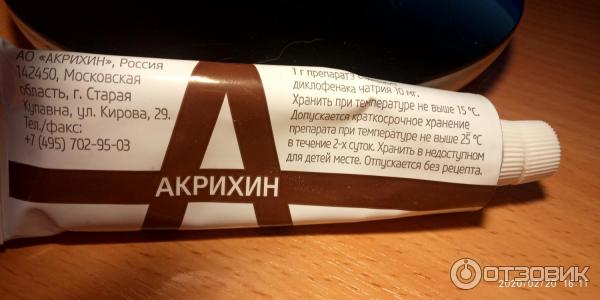 АО «АКРИХИН», Россия
142450, Московская
область, г. Старая
Купавна, ул. Кирова, 29.
Тел./факс:
+7 (495) 702-95-03
АКРИХИН
1 г препарата
диклофенака натрия 10 мг.
Хранить при температуре не выше 15 °С.
Допускается краткосрочное хранение
препарата при температуре не выше 25 °С
в течение 2-х суток. Хранить в недоступном
для детей месте. Отпускается без рецепта.
2020/02/20 16:11
ОТЗОВИК